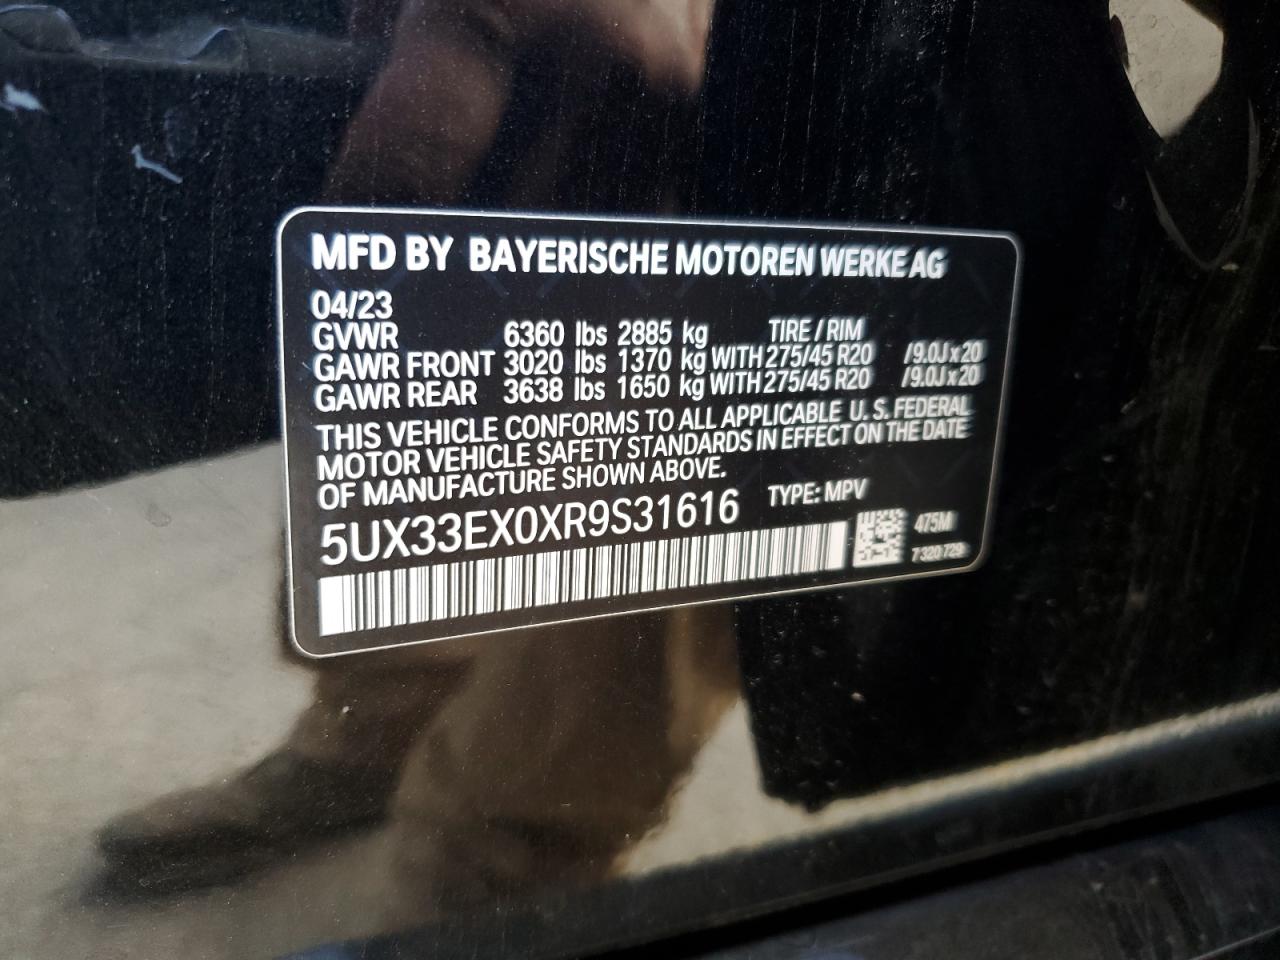 MFD BY BAYERISCHE MOTOREN WERKE AG
04/23
GVWR 6360 lbs 2885 kg TIRE / RIM
GAWR FRONT 3020 lbs 1370 kg WITH 275/45 R20 /9.0J x 20
GAWR REAR 3638 lbs 1650 kg WITH 275/45 R20 /9.0J x 20
THIS VEHICLE CONFORMS TO ALL APPLICABLE U. S. FEDERAL
MOTOR VEHICLE SAFETY STANDARDS IN EFFECT ON THE DATE
OF MANUFACTURE SHOWN ABOVE.
5UX33EX0XR9S31616 TYPE: MPV
475M
7 320 729